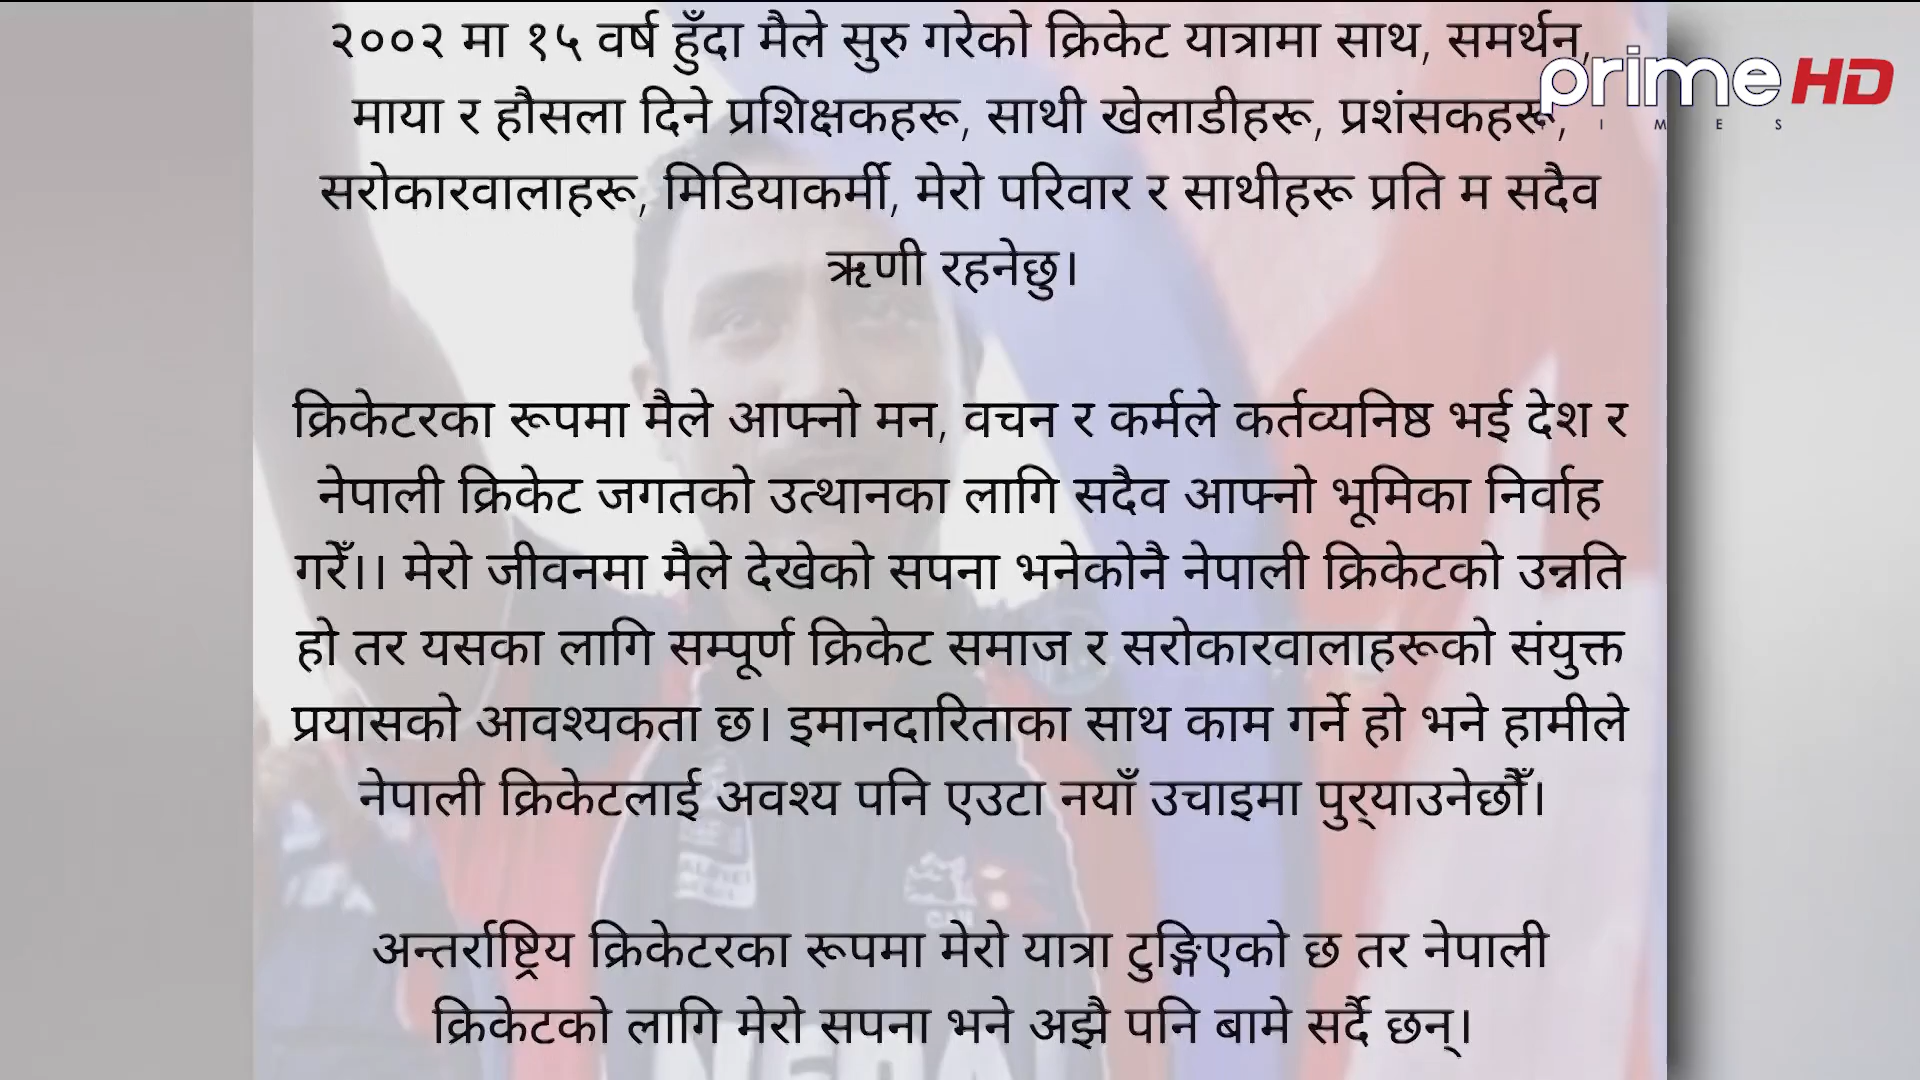 २००२ मा १५ वर्ष हुँदा मैले सुरु गरेको क्रिकेट यात्रामा साथ, समर्थन,
prime HD
माया र हौसला दिने प्रशिक्षकहरू, साथी खेलाडीहरू, प्रशंसकहरू,
TIMES
सरोकारवालाहरू, मिडियाकर्मी, मेरो परिवार र साथीहरू प्रति म सदैव
ऋणी रहनेछु।
क्रिकेटरका रूपमा मैले आफ्नो मन, वचन र कर्मले कर्तव्यनिष्ठ भई देश र
नेपाली क्रिकेट जगतको उत्थानका लागि सदैव आफ्नो भूमिका निर्वाह
गरेँ।। मेरो जीवनमा मैले देखेको सपना भनेकोनै नेपाली क्रिकेटको उन्नति
हो तर यसका लागि सम्पूर्ण क्रिकेट समाज र सरोकारवालाहरूको संयुक्त
प्रयासको आवश्यकता छ। इमानदारिताका साथ काम गर्ने हो भने हामीले
नेपाली क्रिकेटलाई अवश्य पनि एउटा नयाँ उचाइमा पुर्‍याउनेछौँ।
CAN
अन्तर्राष्ट्रिय क्रिकेटरका रूपमा मेरो यात्रा टुङ्गिएको छ तर नेपाली
क्रिकेटको लागि मेरो सपना भने अझै पनि बामे सर्दै छन्।
NEPAL